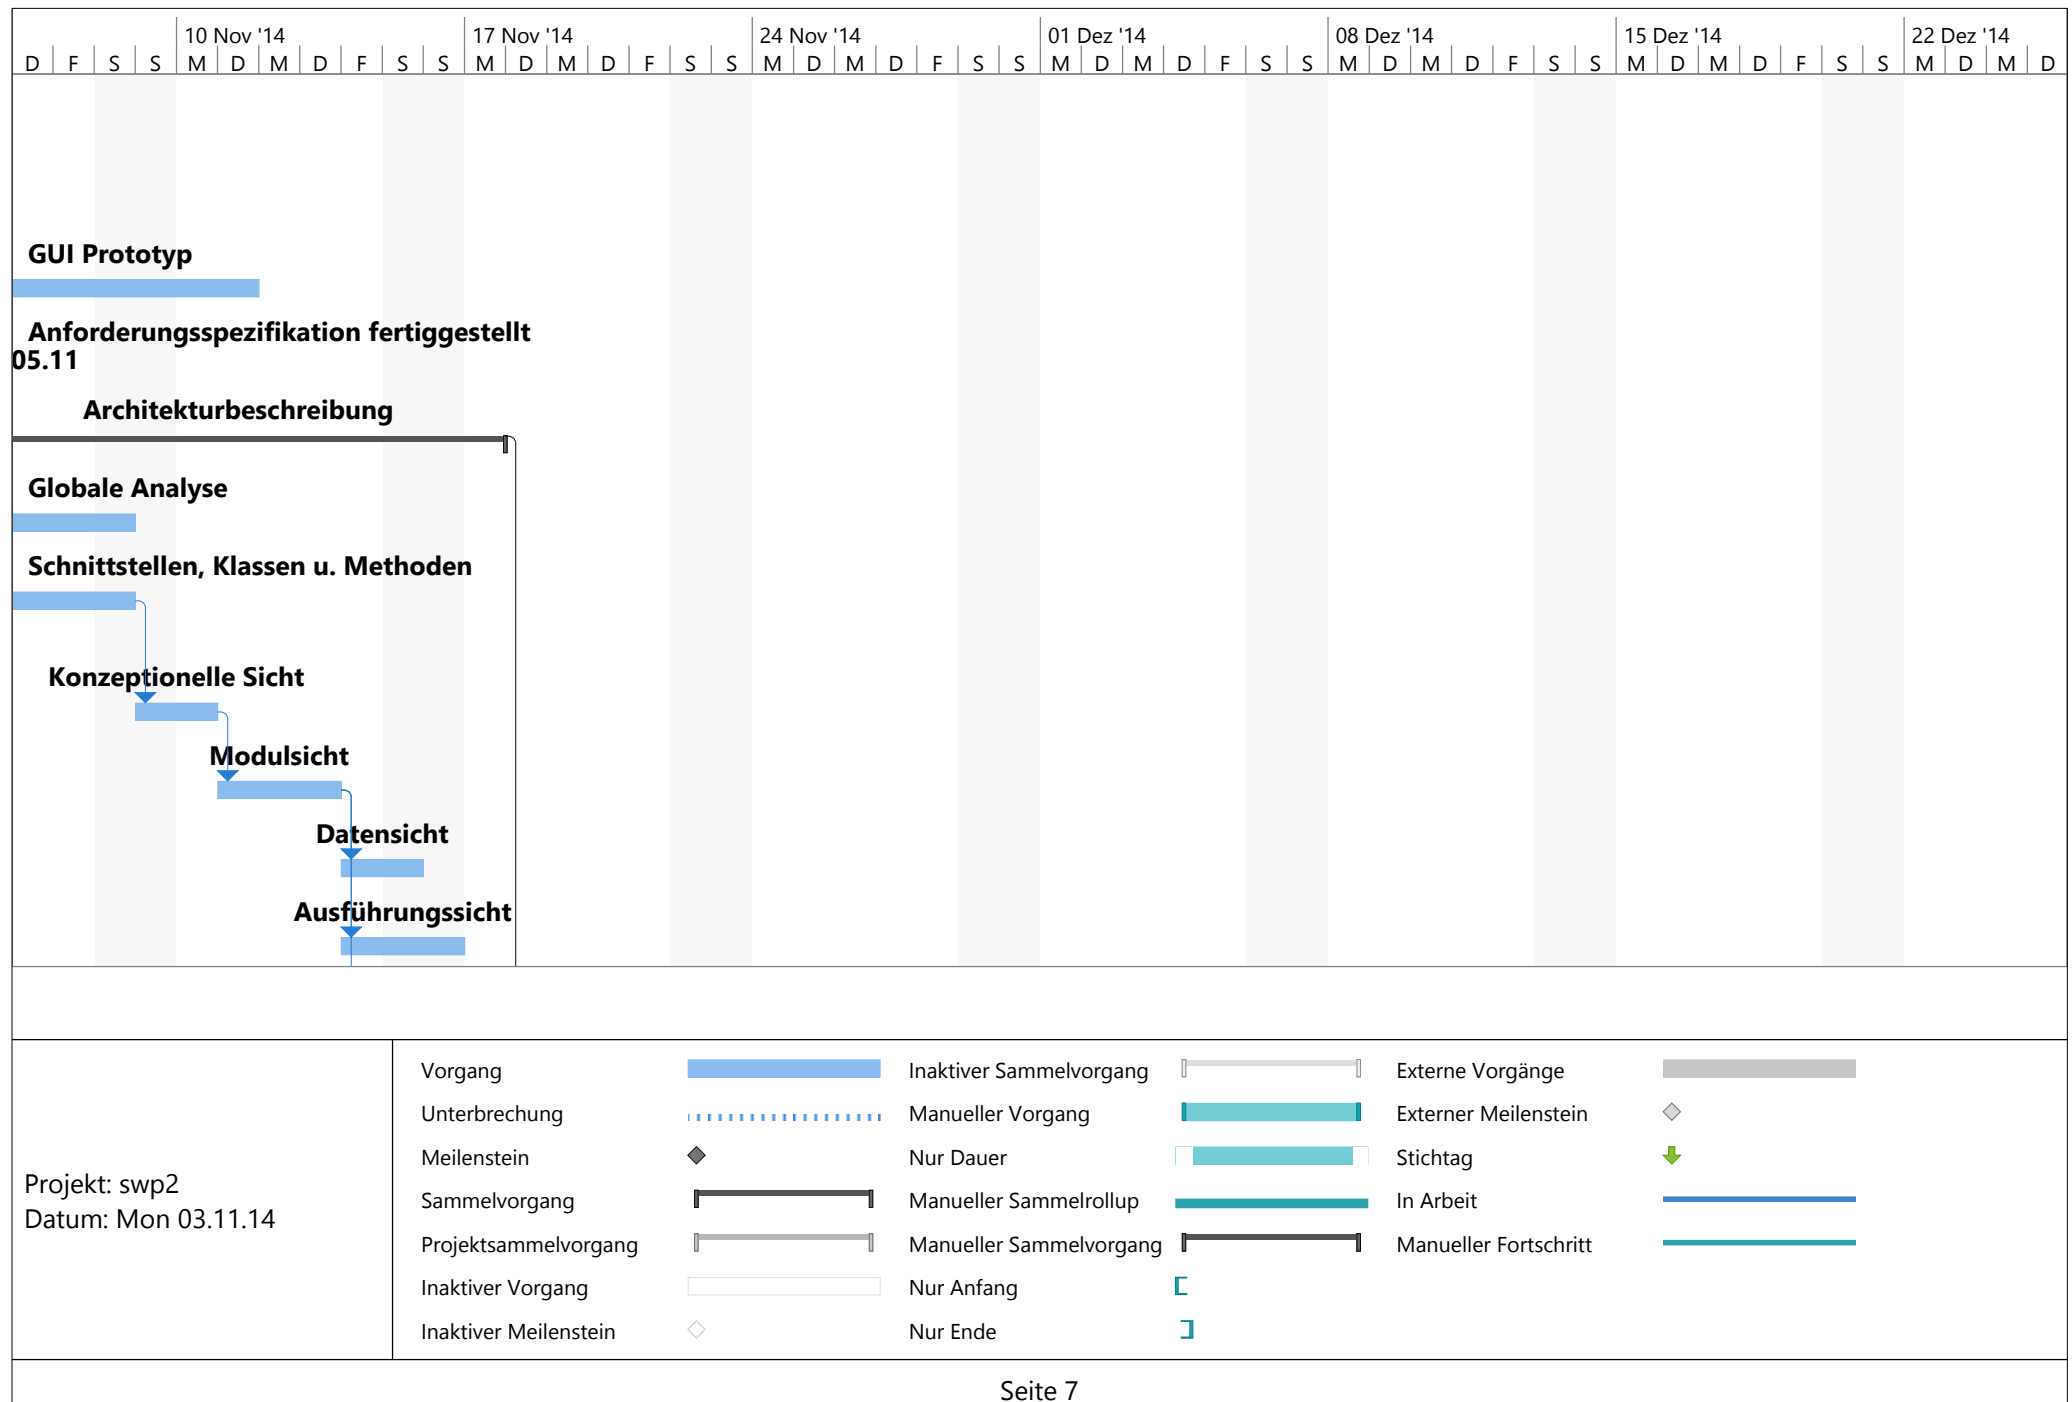 10 Nov '14 17 Nov '14 24 Nov '14 01 Dez '14 08 Dez '14 15 Dez '14 22 Dez '14
D F S S M D M D F S S M D M D F S S M D M D F S S M D M D F S S M D M D F S S M D M D F S S M D M D
GUI Prototyp
Anforderungsspezifikation fertiggestellt
05.11
Architekturbeschreibung
Globale Analyse
Schnittstellen, Klassen u. Methoden
Konzeptionelle Sicht
Modulsicht
Datensicht
Ausführungssicht
Projekt: swp2
Datum: Mon 03.11.14
Vorgang
Unterbrechung
Meilenstein
Sammelvorgang
Projektsammelvorgang
Inaktiver Vorgang
Inaktiver Meilenstein
Inaktiver Sammelvorgang
Manueller Vorgang
Nur Dauer
Manueller Sammelrollup
Manueller Sammelvorgang
Nur Anfang
Nur Ende
Externe Vorgänge
Externer Meilenstein
Stichtag
In Arbeit
Manueller Fortschritt
Seite 7